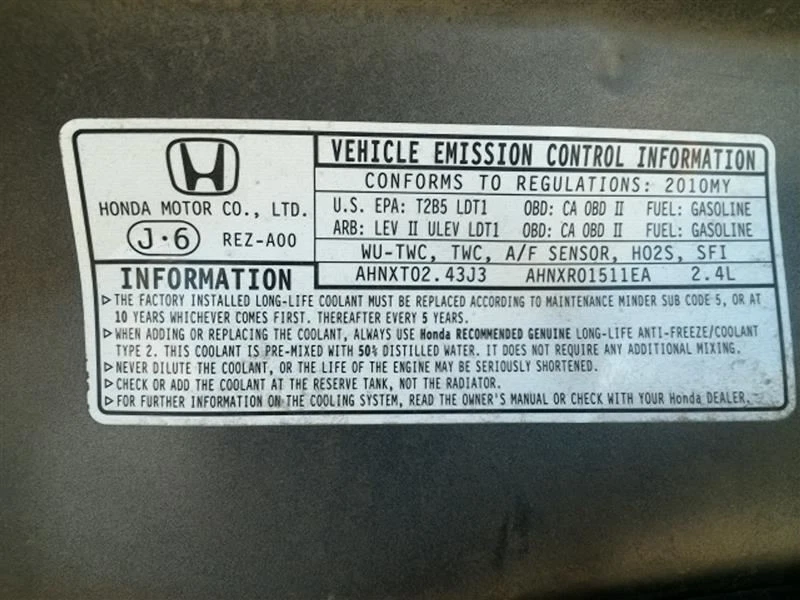 VEHICLE EMISSION CONTROL INFORMATION
CONFORMS TO REGULATIONS: 2010MY
HONDA MOTOR CO., LTD.
J·6 REZ-A00
U.S. EPA: T2B5 LDT1 OBD: CA OBD II FUEL: GASOLINE
ARB: LEV II ULEV LDT1 OBD: CA OBD II FUEL: GASOLINE
WU-TWC, TWC, A/F SENSOR, HO2S, SFI
AHNXT02.43J3 AHNXR01511EA 2.4L
INFORMATION
▷THE FACTORY INSTALLED LONG-LIFE COOLANT MUST BE REPLACED ACCORDING TO MAINTENANCE MINDER SUB CODE 5, OR AT
10 YEARS WHICHEVER COMES FIRST. THEREAFTER EVERY 5 YEARS.
▷WHEN ADDING OR REPLACING THE COOLANT, ALWAYS USE Honda RECOMMENDED GENUINE LONG-LIFE ANTI-FREEZE/COOLANT
TYPE 2. THIS COOLANT IS PRE-MIXED WITH 50% DISTILLED WATER. IT DOES NOT REQUIRE ANY ADDITIONAL MIXING.
▷NEVER DILUTE THE COOLANT, OR THE LIFE OF THE ENGINE MAY BE SERIOUSLY SHORTENED.
▷CHECK OR ADD THE COOLANT AT THE RESERVE TANK, NOT THE RADIATOR.
▷FOR FURTHER INFORMATION ON THE COOLING SYSTEM, READ THE OWNER'S MANUAL OR CHECK WITH YOUR Honda DEALER.